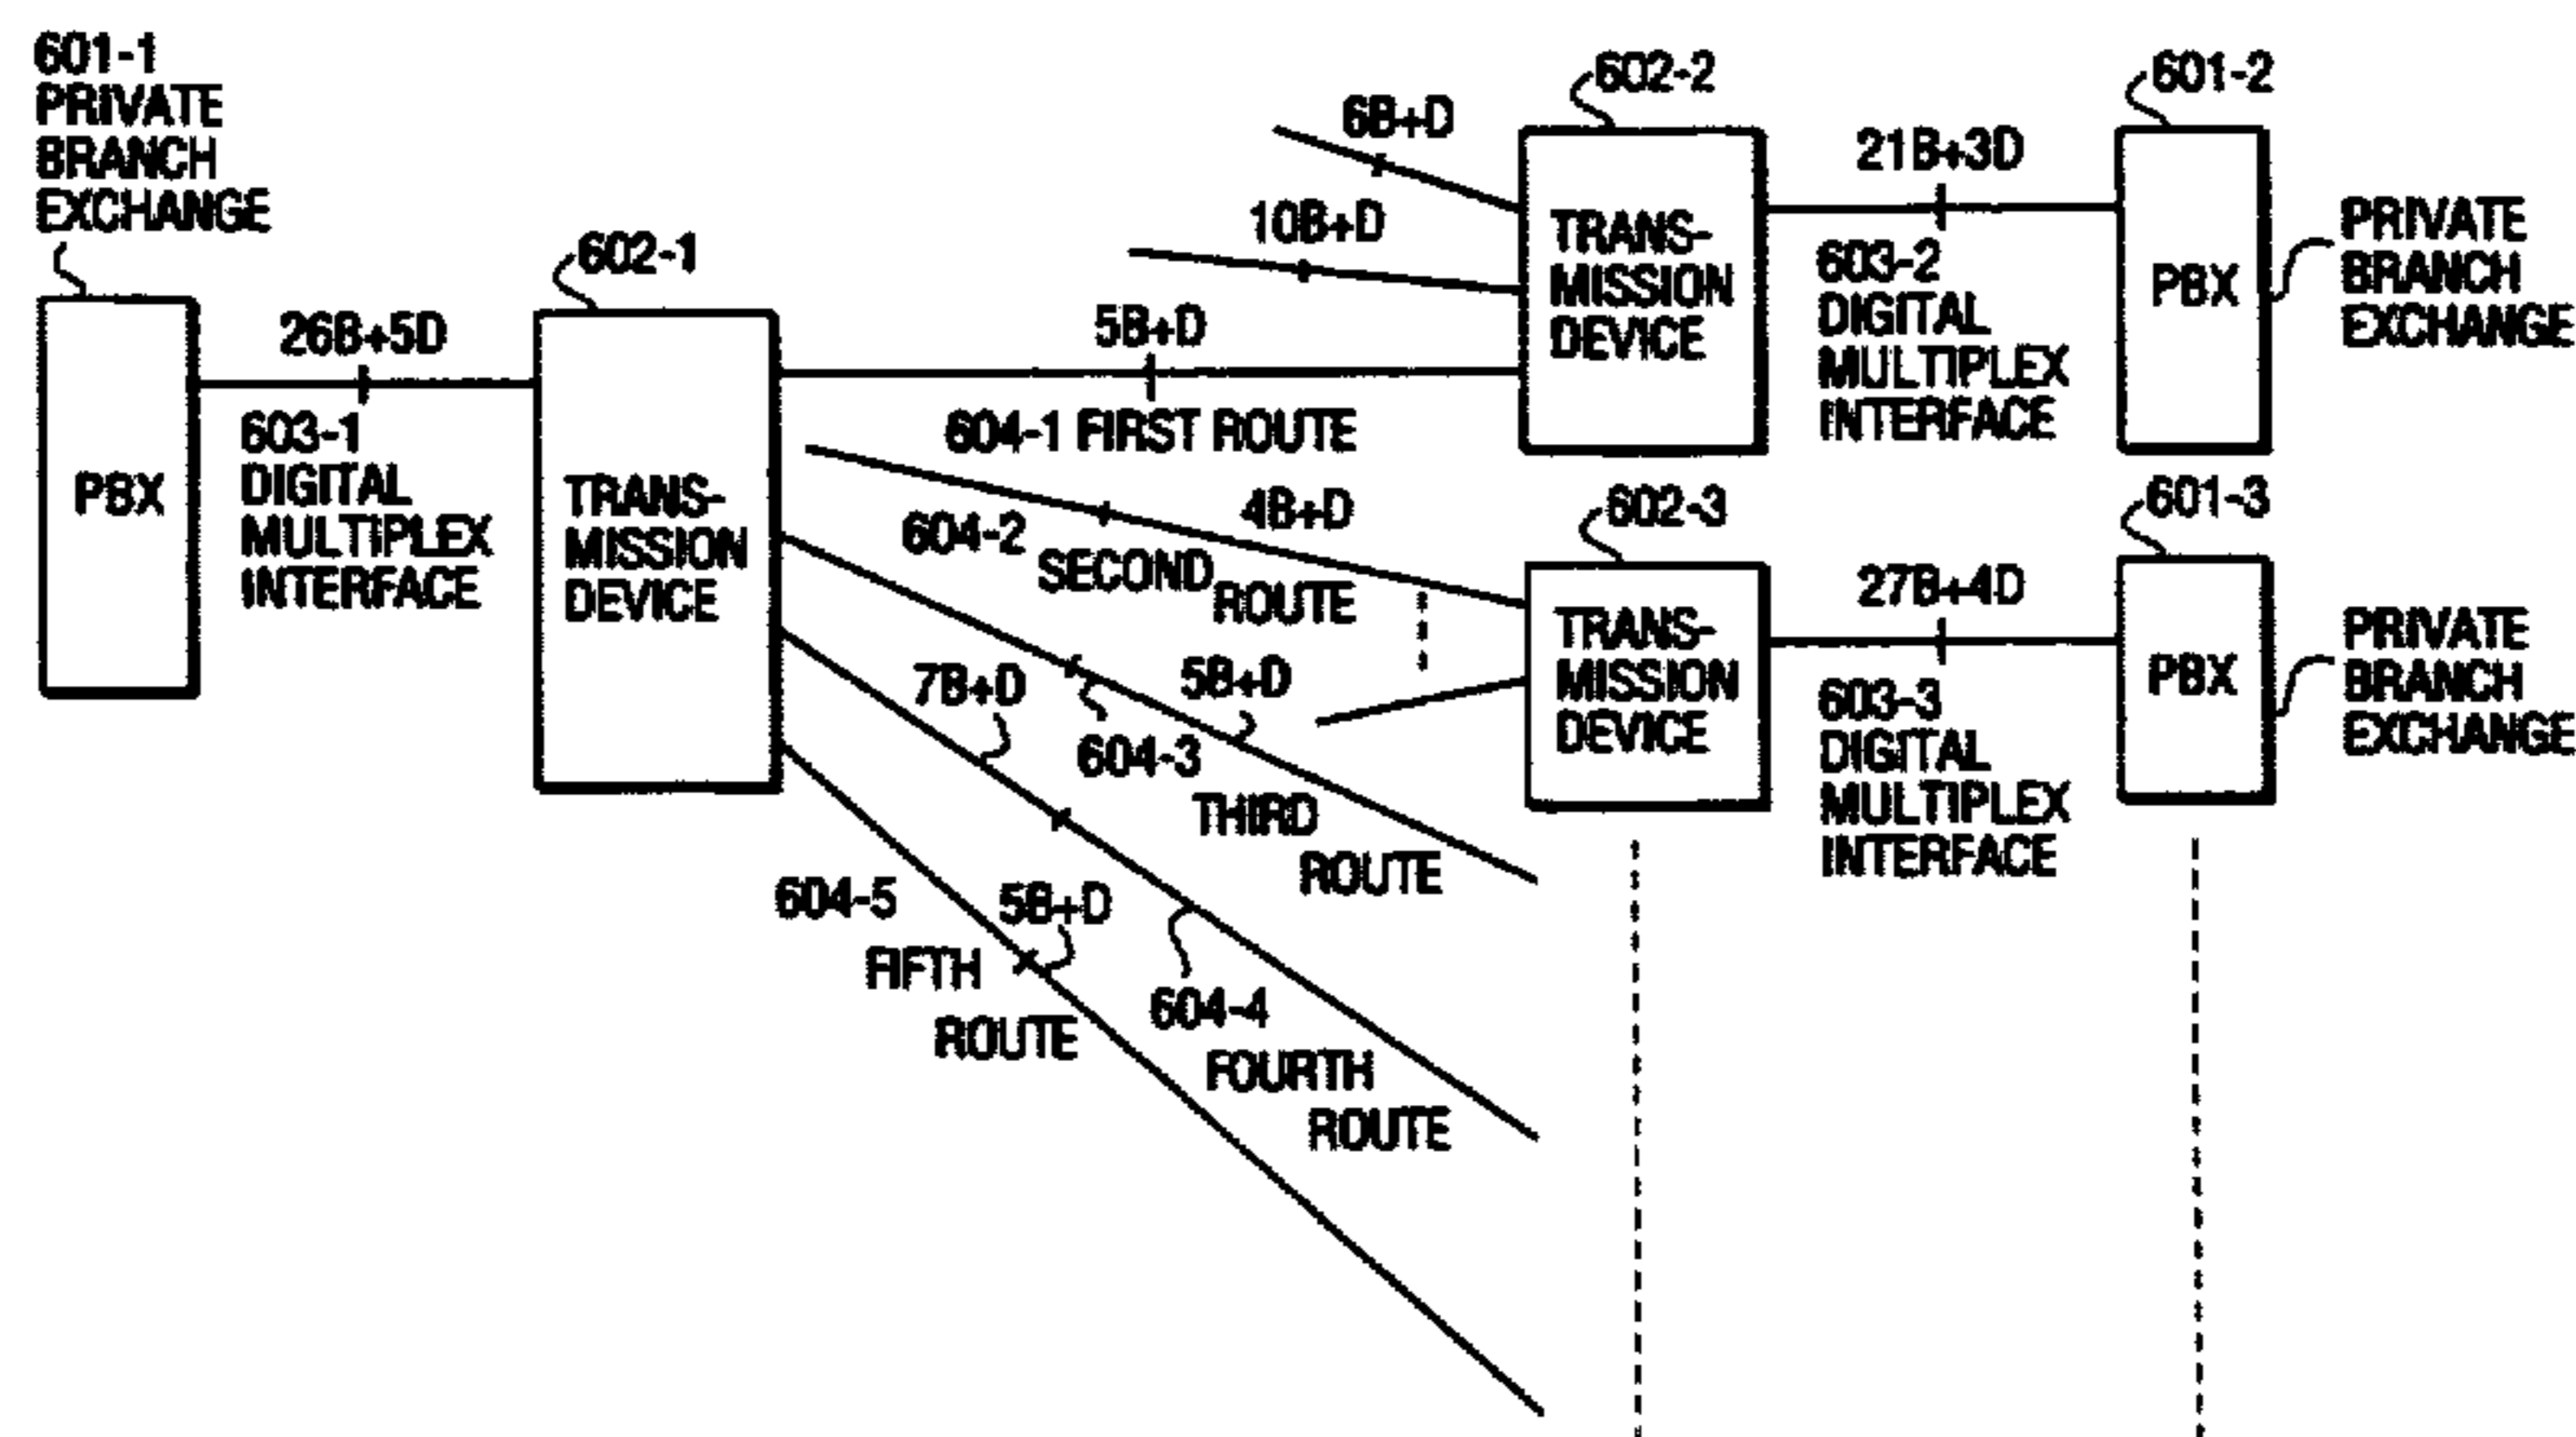 601-1
PRIVATE
BRANCH
EXCHANGE
PBX
26B+5D
603-1
DIGITAL
MULTIPLEX
INTERFACE
602-1
TRANS-
MISSION
DEVICE
6B+D
10B+D
5B+D
604-1 FIRST ROUTE
604-2
SECOND
ROUTE
4B+D
604-3
THIRD
ROUTE
5B+D
7B+D
604-4
FOURTH
ROUTE
604-5
FIFTH
ROUTE
5B+D
602-2
TRANS-
MISSION
DEVICE
21B+3D
603-2
DIGITAL
MULTIPLEX
INTERFACE
601-2
PBX
PRIVATE
BRANCH
EXCHANGE
602-3
TRANS-
MISSION
DEVICE
27B+4D
603-3
DIGITAL
MULTIPLEX
INTERFACE
601-3
PBX
PRIVATE
BRANCH
EXCHANGE